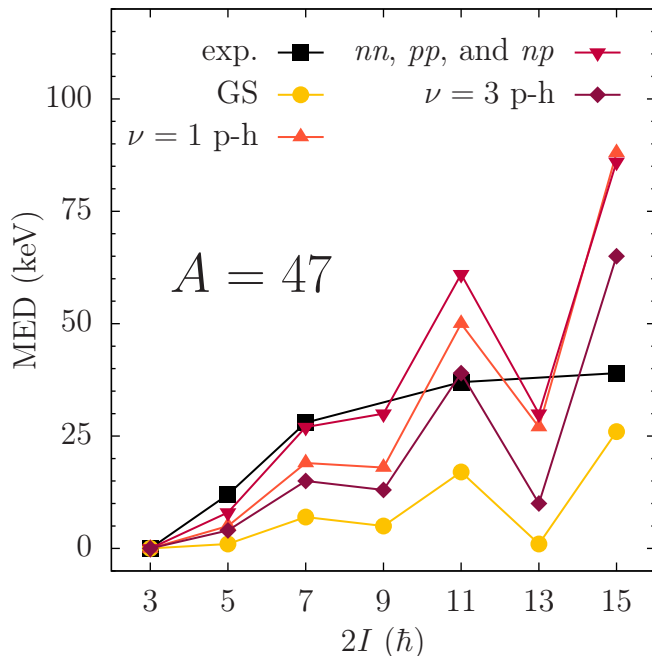 exp.
nn, pp, and np
GS
ν = 3 p-h
ν = 1 p-h
100
75
50
25
0
MED (keV)
A = 47
3 5 7 9 11 13 15
2I (ħ)